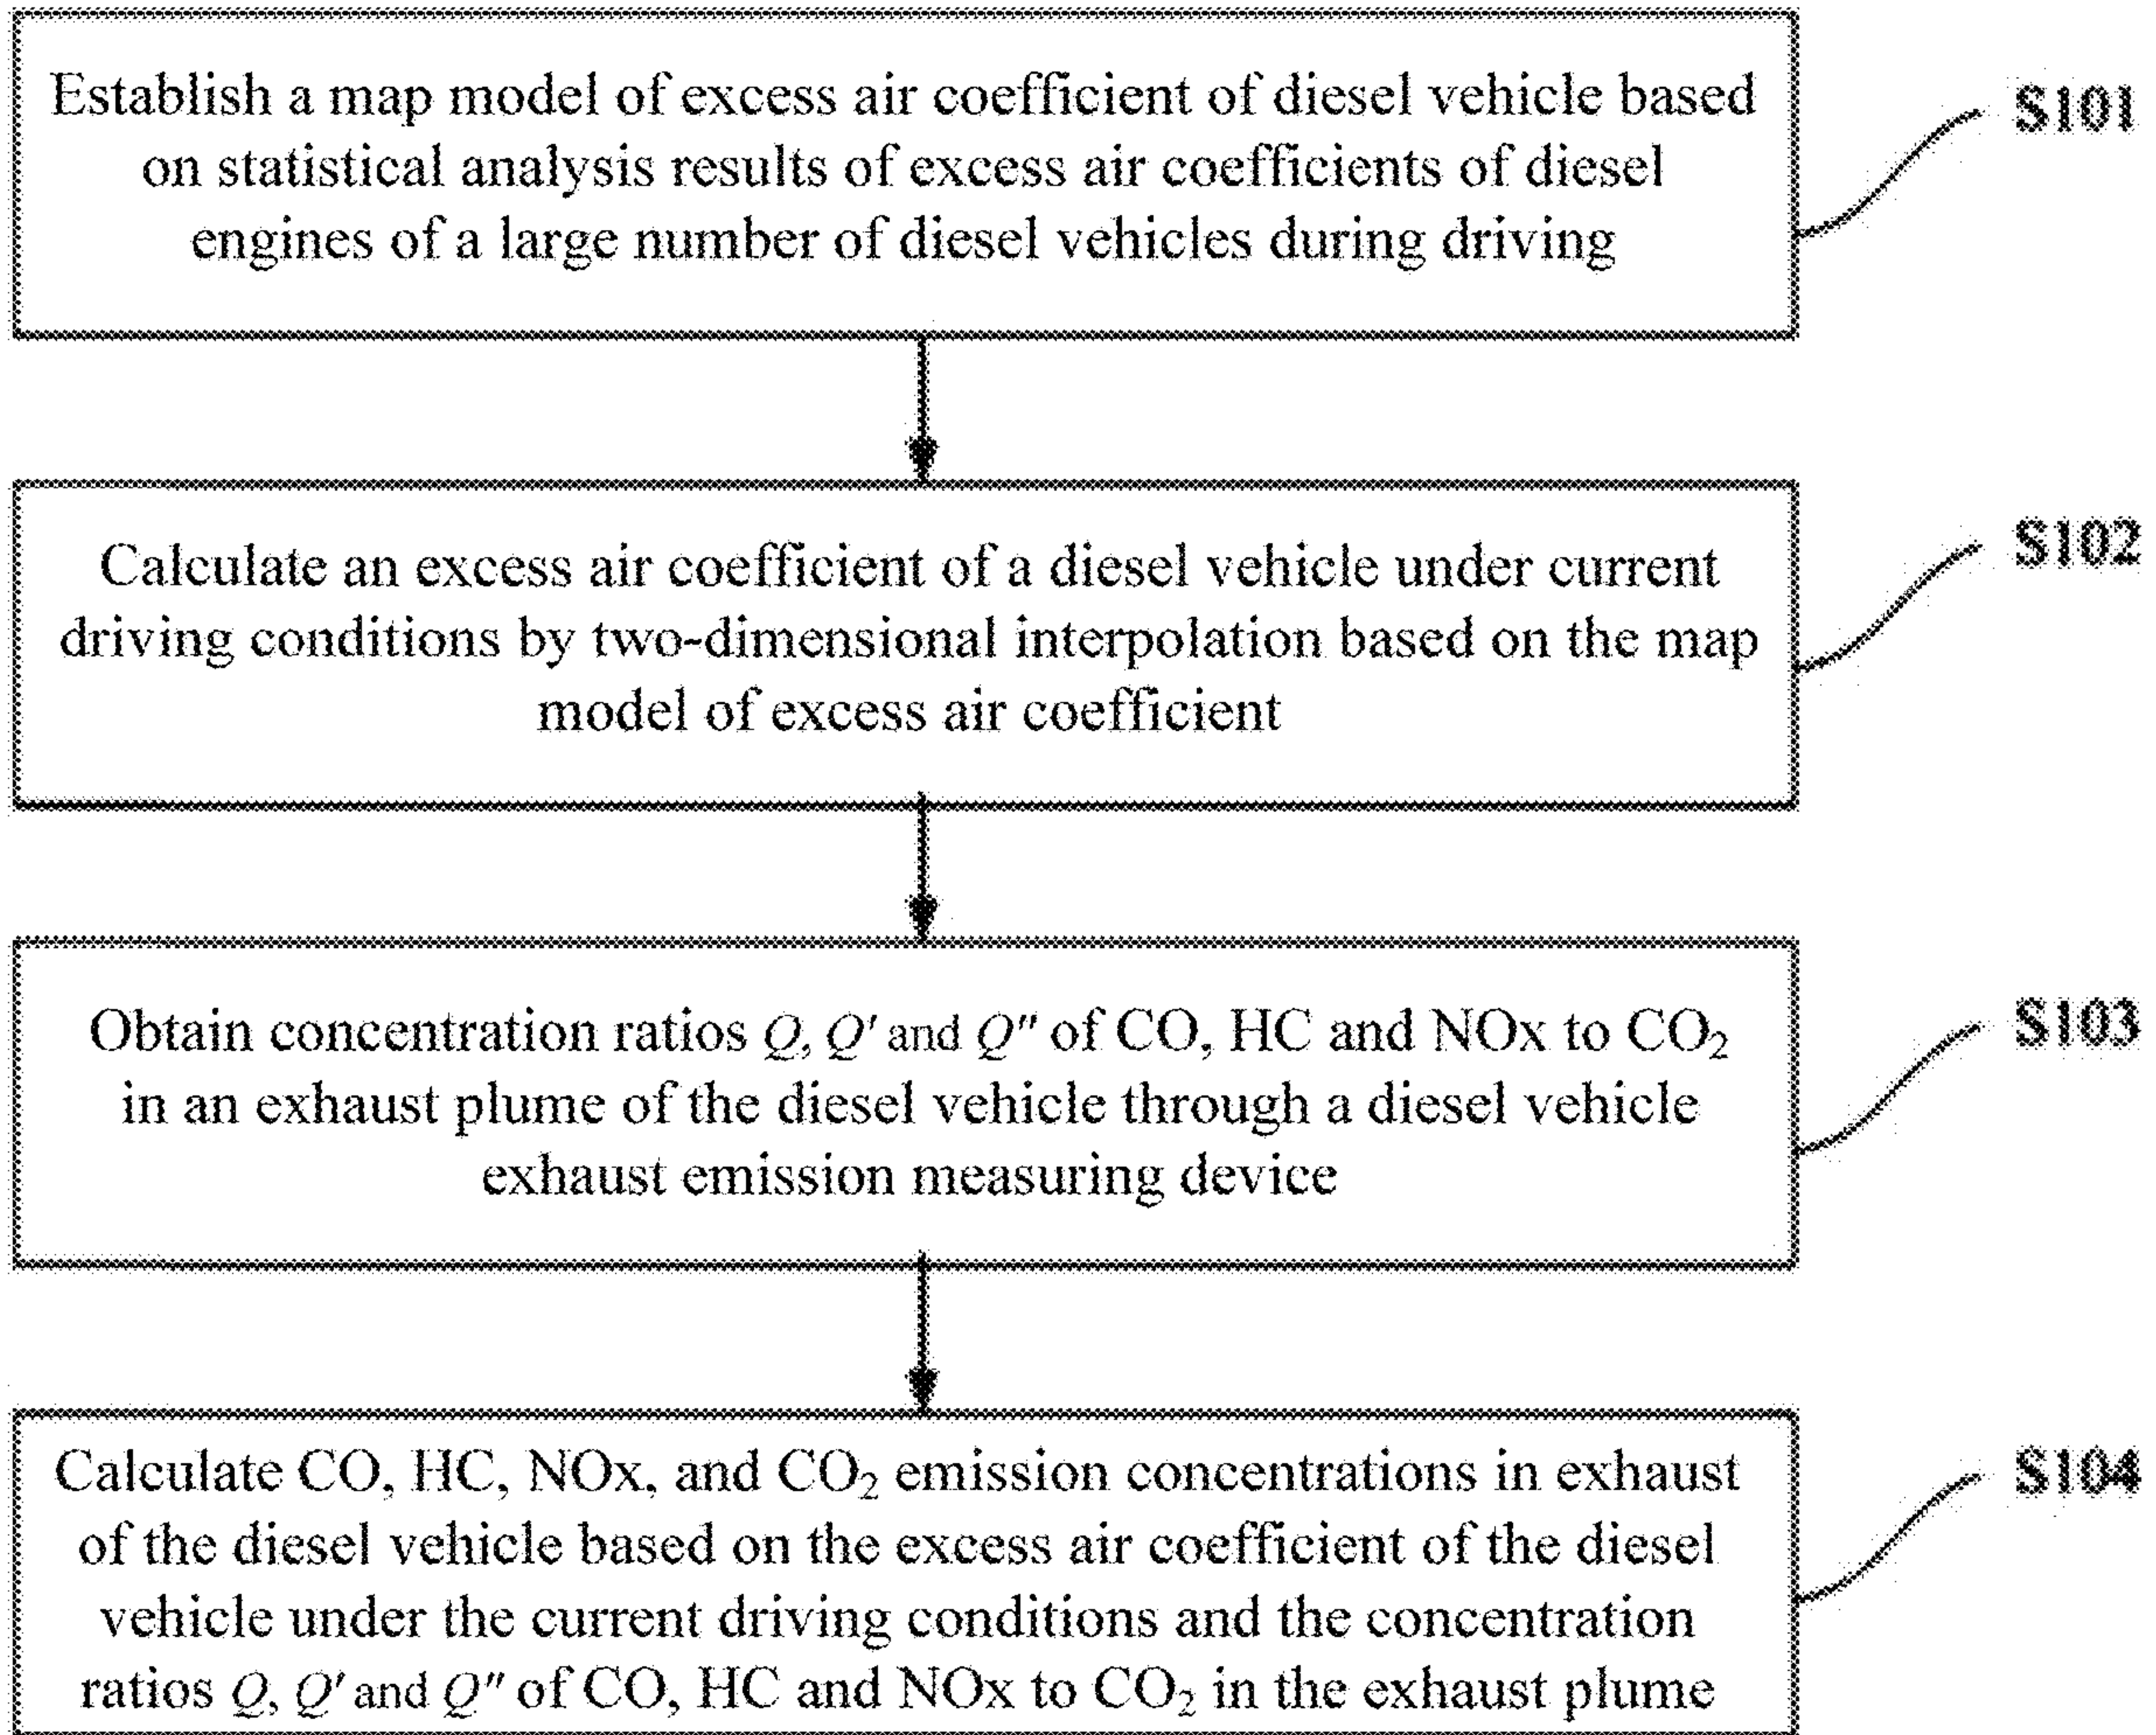 Establish a map model of excess air coefficient of diesel vehicle based
on statistical analysis results of excess air coefficients of diesel
engines of a large number of diesel vehicles during driving
S101
Calculate an excess air coefficient of a diesel vehicle under current
driving conditions by two-dimensional interpolation based on the map
model of excess air coefficient
S102
Obtain concentration ratios Q, Q′ and Q″ of CO, HC and NOx to CO₂
in an exhaust plume of the diesel vehicle through a diesel vehicle
exhaust emission measuring device
S103
Calculate CO, HC, NOx, and CO₂ emission concentrations in exhaust
of the diesel vehicle based on the excess air coefficient of the diesel
vehicle under the current driving conditions and the concentration
ratios Q, Q′ and Q″ of CO, HC and NOx to CO₂ in the exhaust plume
S104